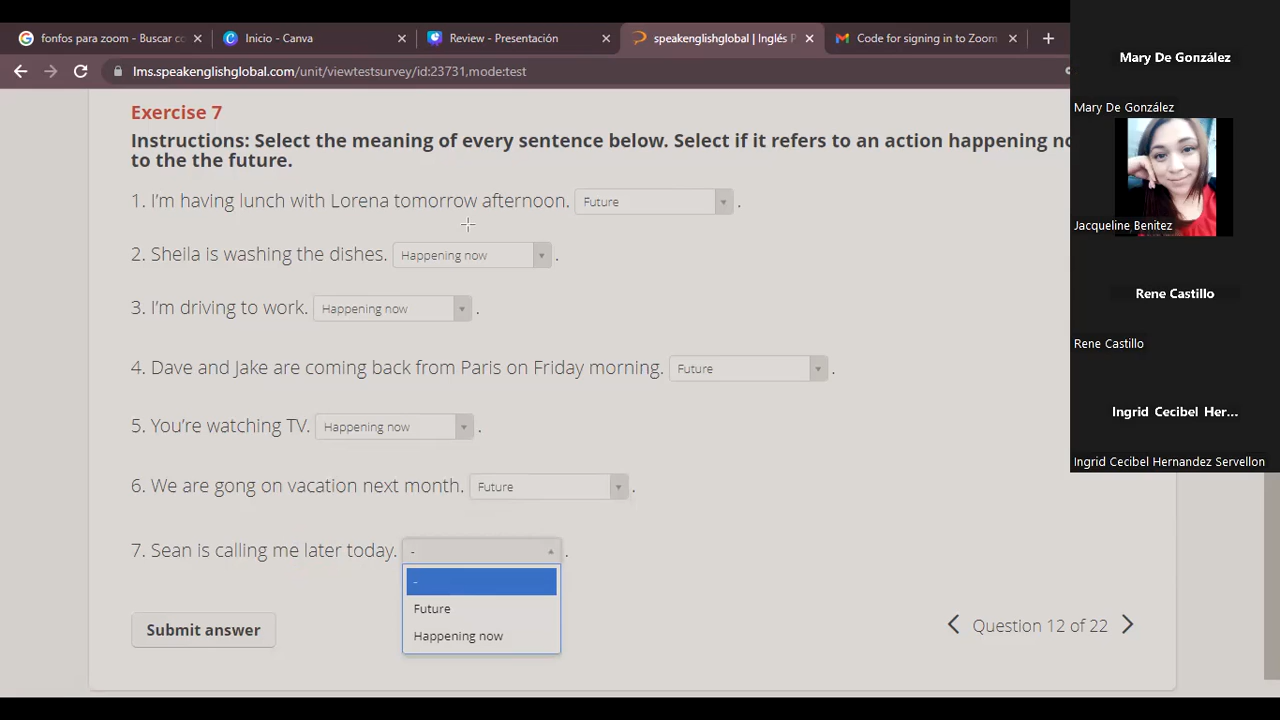 fonfos para zoom - Buscar co
Inicio - Canva
Review - Presentación
speakenglishglobal | Inglés P
Code for signing in to Zoom
lms.speakenglishglobal.com/unit/viewtestsurvey/id:23731,mode:test
Exercise 7
Instructions: Select the meaning of every sentence below. Select if it refers to an action happening no
to the the future.
1. I'm having lunch with Lorena tomorrow afternoon. Future .
2. Sheila is washing the dishes. Happening now .
3. I'm driving to work. Happening now .
4. Dave and Jake are coming back from Paris on Friday morning. Future .
5. You're watching TV. Happening now .
6. We are gong on vacation next month. Future .
7. Sean is calling me later today. - .
-
Future
Happening now
Submit answer
Question 12 of 22
Mary De González
Mary De González
Jacqueline Benitez
Rene Castillo
Rene Castillo
Ingrid Cecibel Her...
Ingrid Cecibel Hernandez Servellon